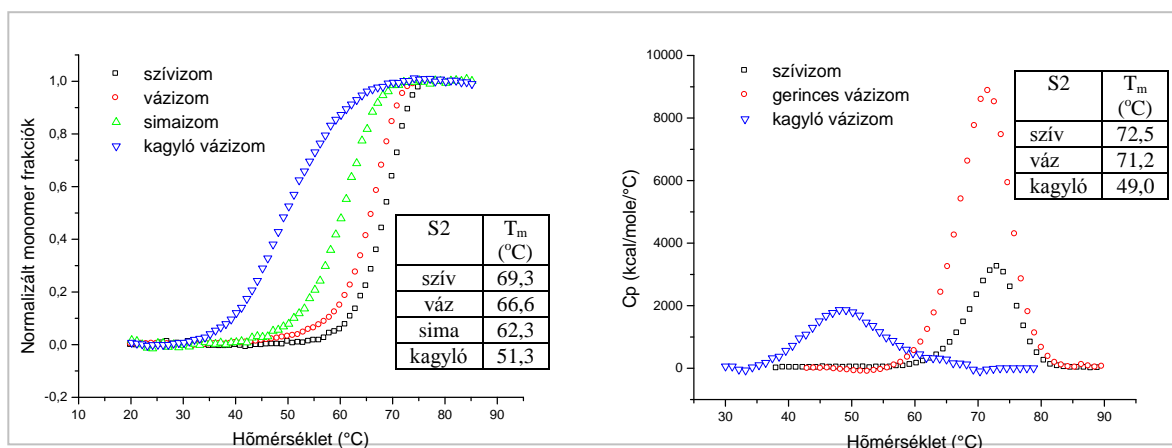 szívizom
vázizom
simaizom
kagyló vázizom
Normalizált monomer frakciók
1,0
0,8
0,6
0,4
0,2
0,0
-0,2
10 20 30 40 50 60 70 80 90
Hõmérséklet (°C)
S2 Tm (°C)
szív 69,3
váz 66,6
sima 62,3
kagyló 51,3
szívizom
gerinces vázizom
kagyló vázizom
Cp (kcal/mole/°C)
10000
8000
6000
4000
2000
0
30 40 50 60 70 80 90
Hõmérséklet (°C)
S2 Tm (°C)
szív 72,5
váz 71,2
kagyló 49,0